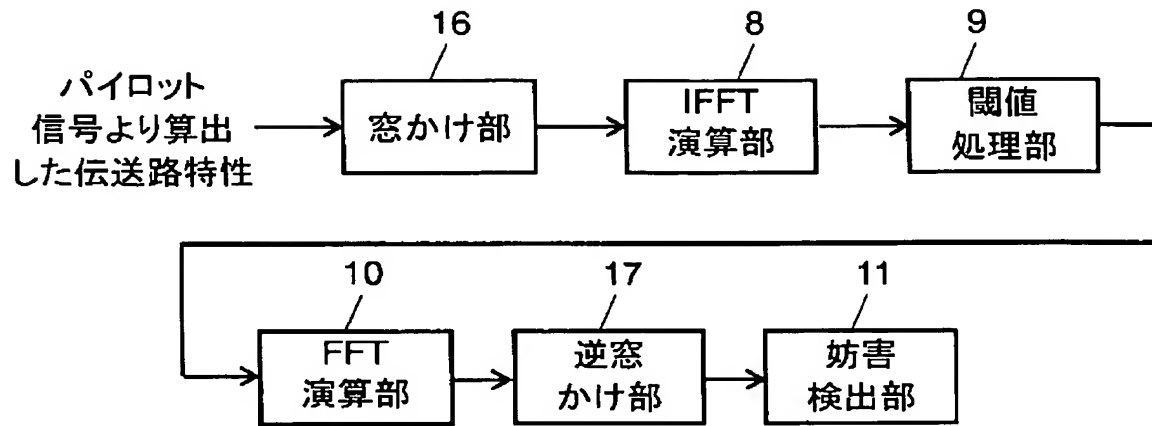 16
8
9
パイロット
信号より算出
した伝送路特性
窓かけ部
IFFT
演算部
閾値
処理部
10
17
11
FFT
演算部
逆窓
かけ部
妨害
検出部